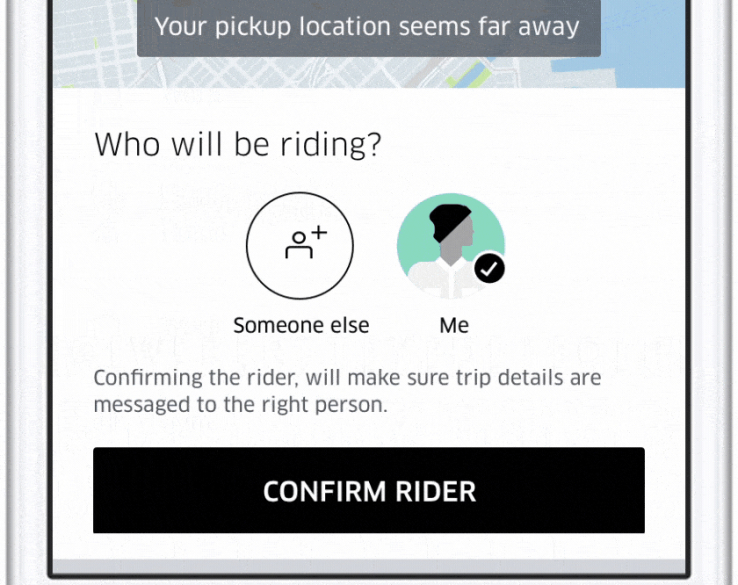 Your pickup location seems far away
Who will be riding?
Someone else
Me
Confirming the rider, will make sure trip details are
messaged to the right person.
CONFIRM RIDER